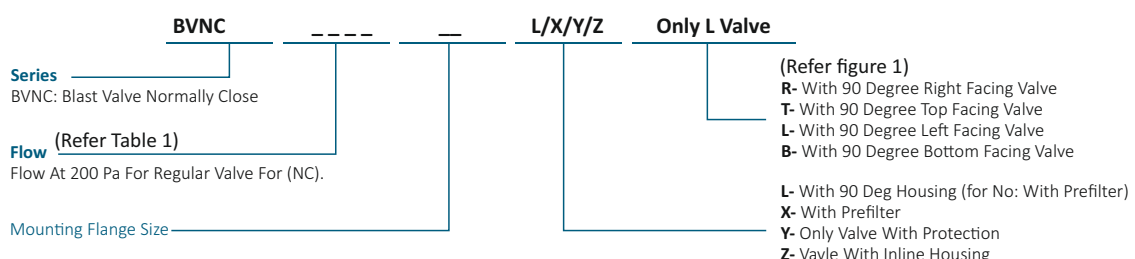 BVNC _ _ _ _ __ L/X/Y/Z Only L Valve
Series
BVNC: Blast Valve Normally Close
(Refer Table 1)
Flow
Flow At 200 Pa For Regular Valve For (NC).
Mounting Flange Size
(Refer figure 1)
R- With 90 Degree Right Facing Valve
T- With 90 Degree Top Facing Valve
L- With 90 Degree Left Facing Valve
B- With 90 Degree Bottom Facing Valve
L- With 90 Deg Housing (for No: With Prefilter)
X- With Prefilter
Y- Only Valve With Protection
Z- Vavle With Inline Housing